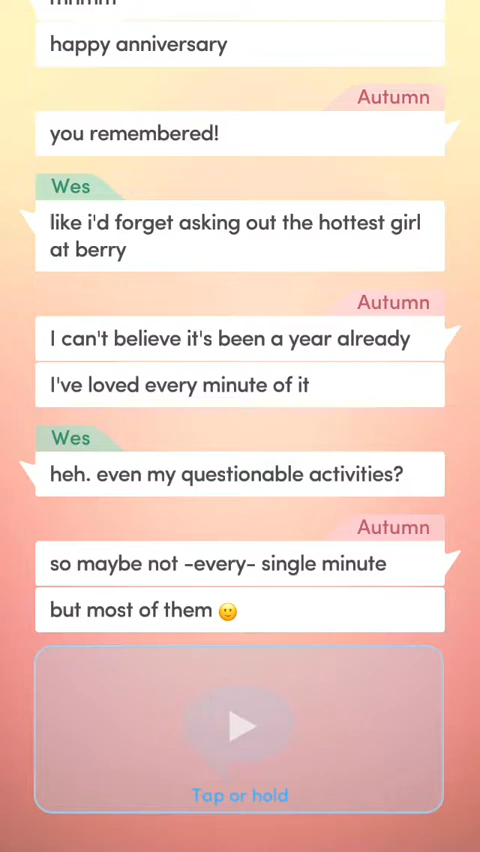 happy anniversary
Autumn
you remembered!
Wes
like i'd forget asking out the hottest girl
at berry
Autumn
I can't believe it's been a year already
I've loved every minute of it
Wes
heh. even my questionable activities?
Autumn
so maybe not -every- single minute
but most of them 🙂
Tap or hold